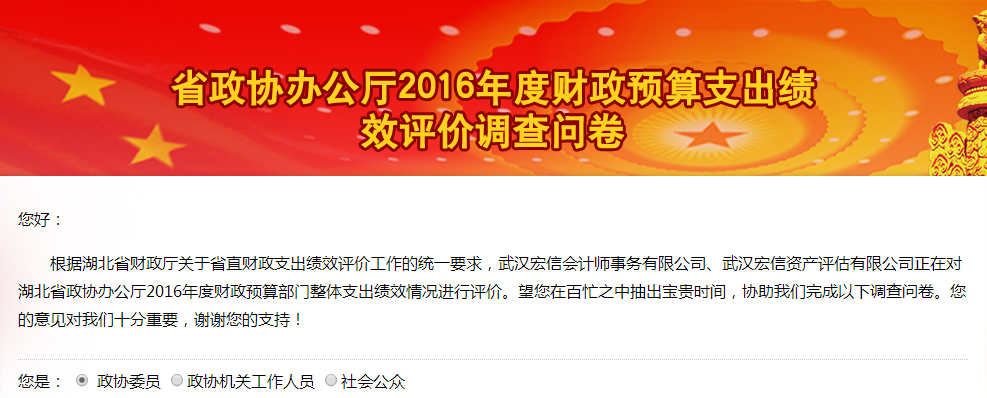 省政协办公厅2016年度财政预算支出绩
效评价调查问卷
您好：
根据湖北省财政厅关于省直财政支出绩效评价工作的统一要求，武汉宏信会计师事务有限公司、武汉宏信资产评估有限公司正在对
湖北省政协办公厅2016年度财政预算部门整体支出绩效情况进行评价。望您在百忙之中抽出宝贵时间，协助我们完成以下调查问卷。您
的意见对我们十分重要，谢谢您的支持！
您是： 政协委员 政协机关工作人员 社会公众